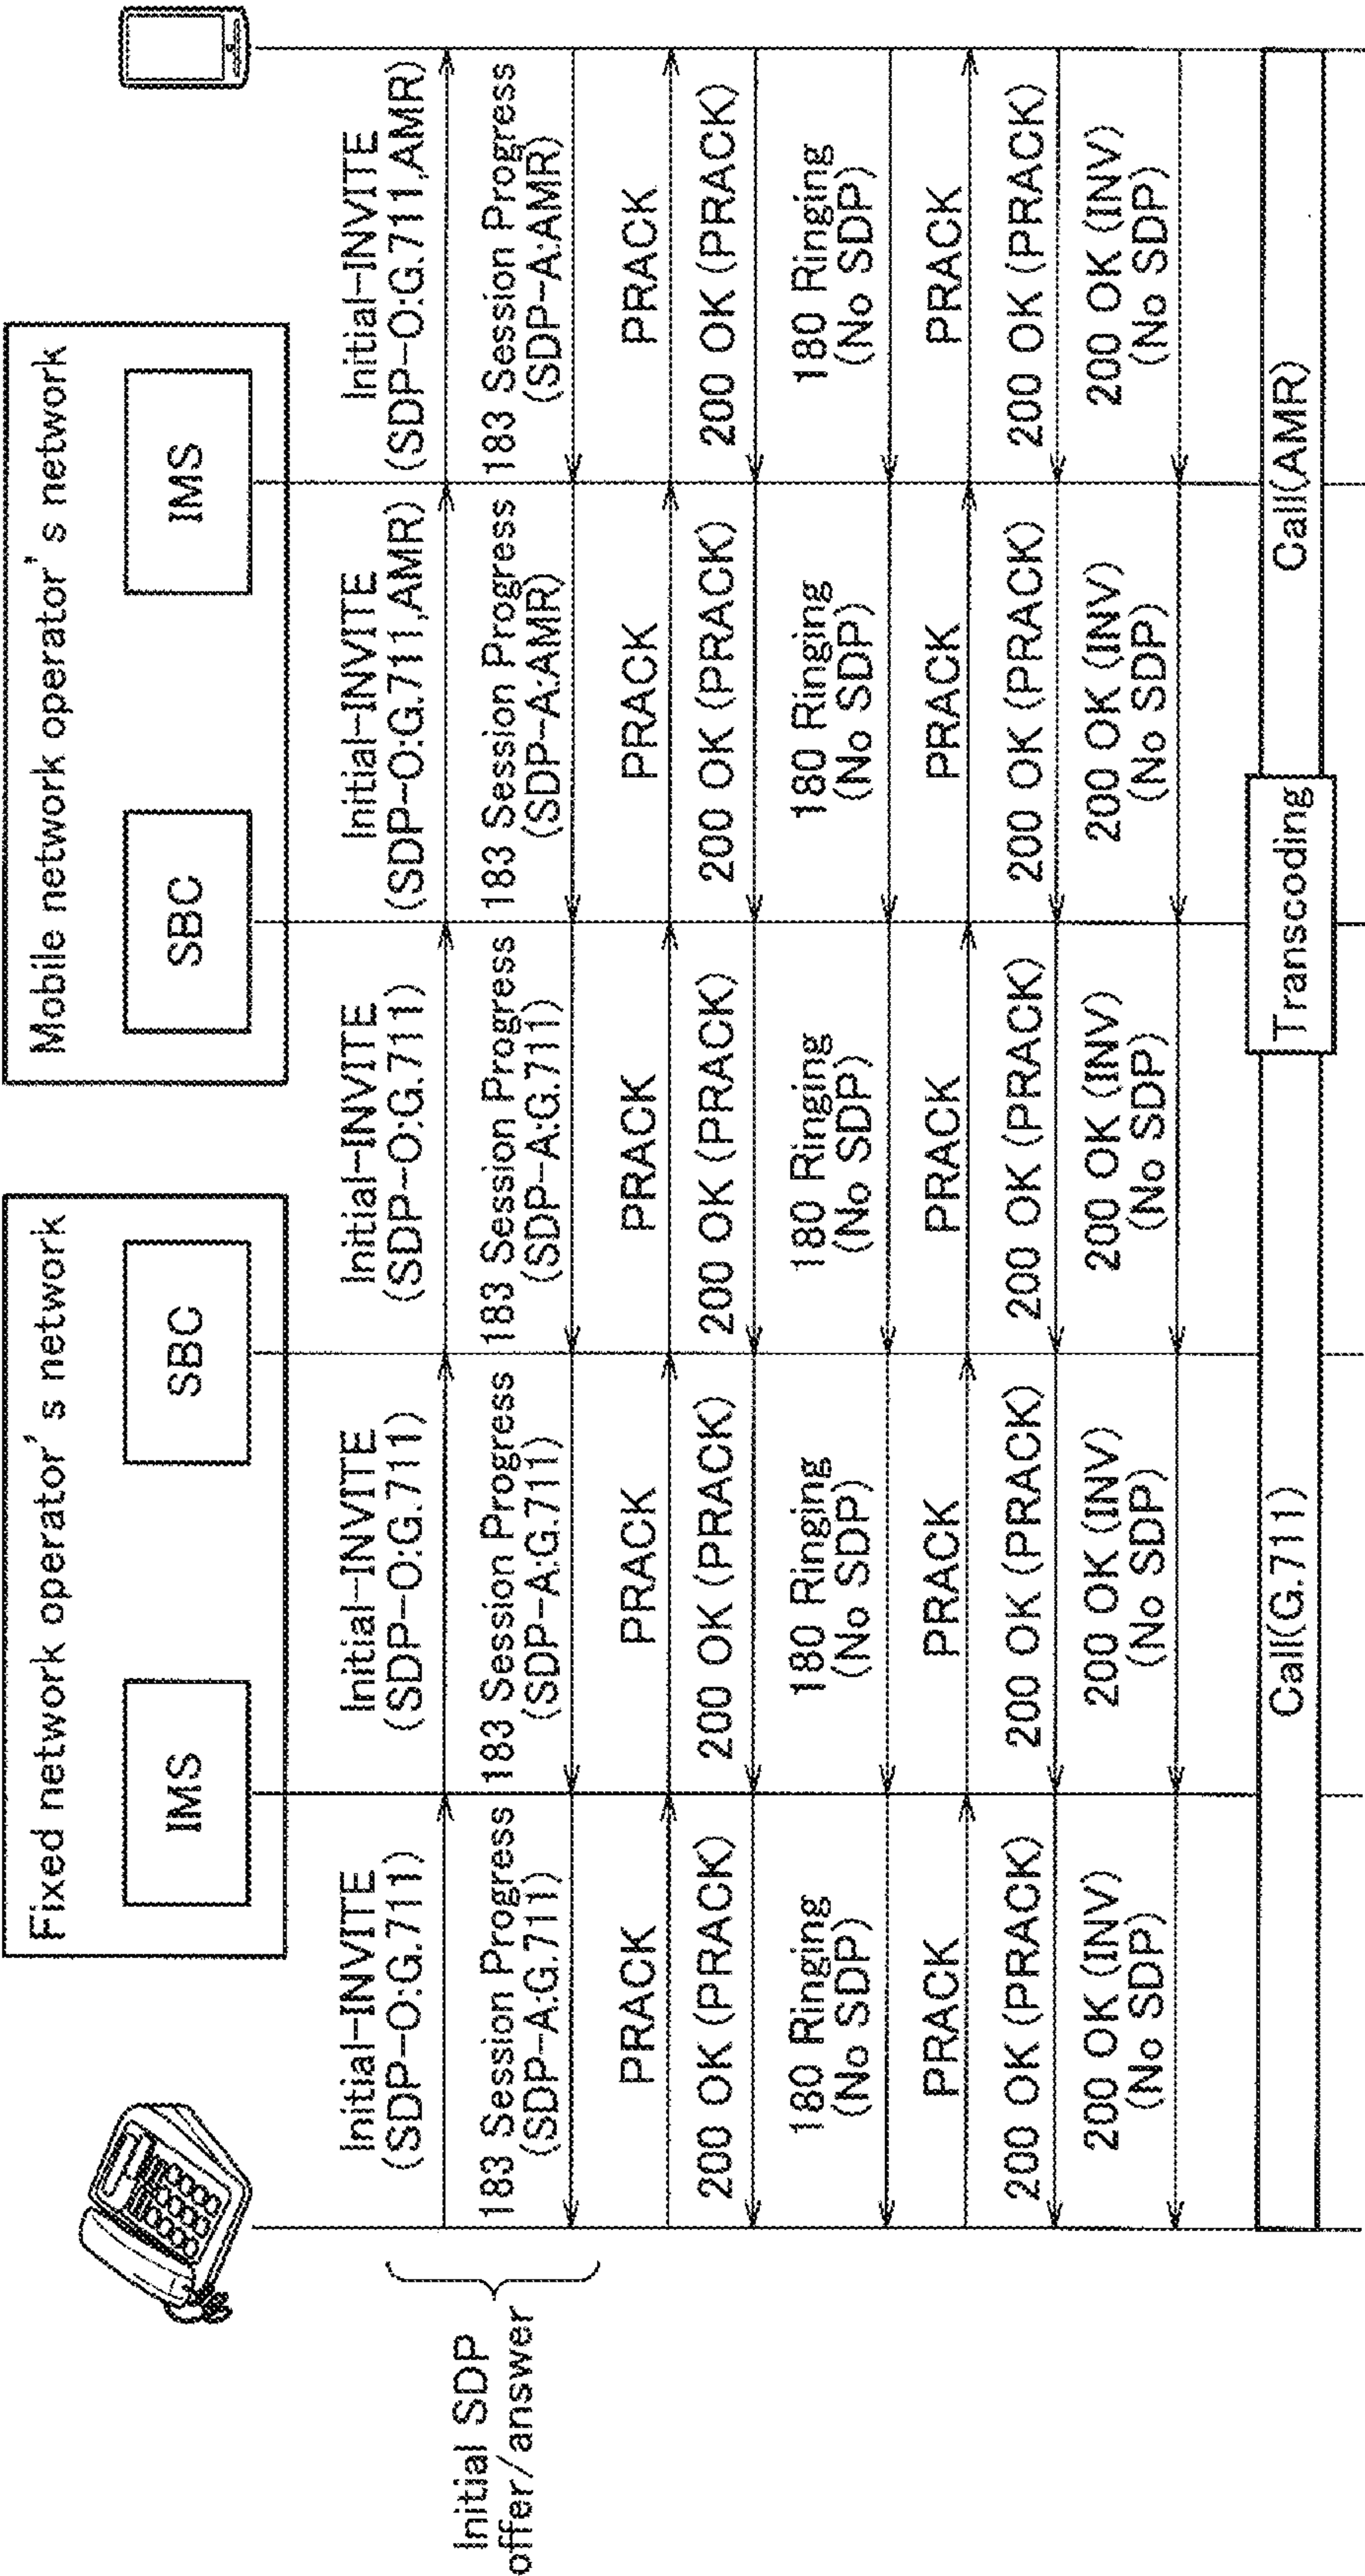 Fixed network operator's network
Mobile network operator's network
IMS
SBC
SBC
IMS
Initial SDP
offer/answer
Initial-INVITE
(SDP-O:G.711)
Initial-INVITE
(SDP-O:G.711)
Initial-INVITE
(SDP-O:G.711)
Initial-INVITE
(SDP-O:G.711,AMR)
Initial-INVITE
(SDP-O:G.711,AMR)
183 Session Progress
(SDP-A:G.711)
183 Session Progress
(SDP-A:G.711)
183 Session Progress
(SDP-A:G.711)
183 Session Progress
(SDP-A:AMR)
183 Session Progress
(SDP-A:AMR)
PRACK
PRACK
PRACK
PRACK
PRACK
200 OK (PRACK)
200 OK (PRACK)
200 OK (PRACK)
200 OK (PRACK)
200 OK (PRACK)
180 Ringing
(No SDP)
180 Ringing
(No SDP)
180 Ringing
(No SDP)
180 Ringing
(No SDP)
180 Ringing
(No SDP)
PRACK
PRACK
PRACK
PRACK
PRACK
200 OK (PRACK)
200 OK (PRACK)
200 OK (PRACK)
200 OK (PRACK)
200 OK (PRACK)
200 OK (INV)
(No SDP)
200 OK (INV)
(No SDP)
200 OK (INV)
(No SDP)
200 OK (INV)
(No SDP)
200 OK (INV)
(No SDP)
Call(G.711)
Transcoding
Call(AMR)